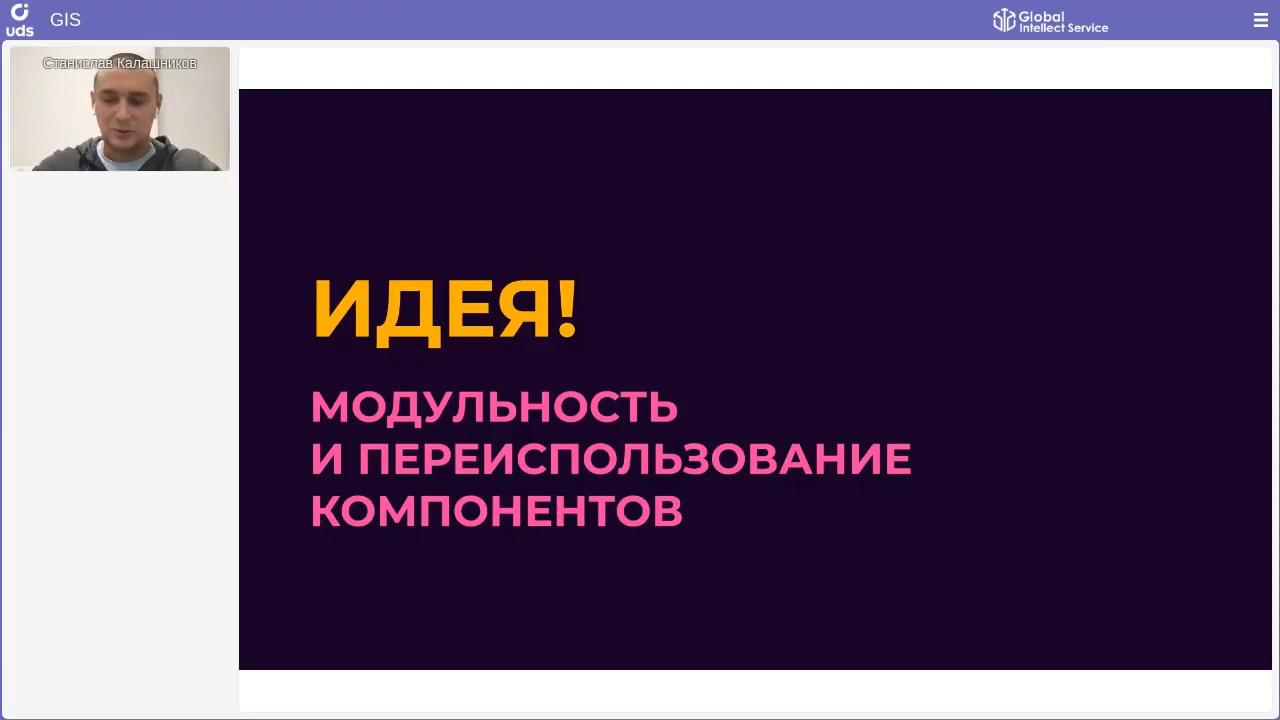 uds
GIS
Global
Intellect Service
Станислав Калашников
ИДЕЯ!
МОДУЛЬНОСТЬ
И ПЕРЕИСПОЛЬЗОВАНИЕ
КОМПОНЕНТОВ